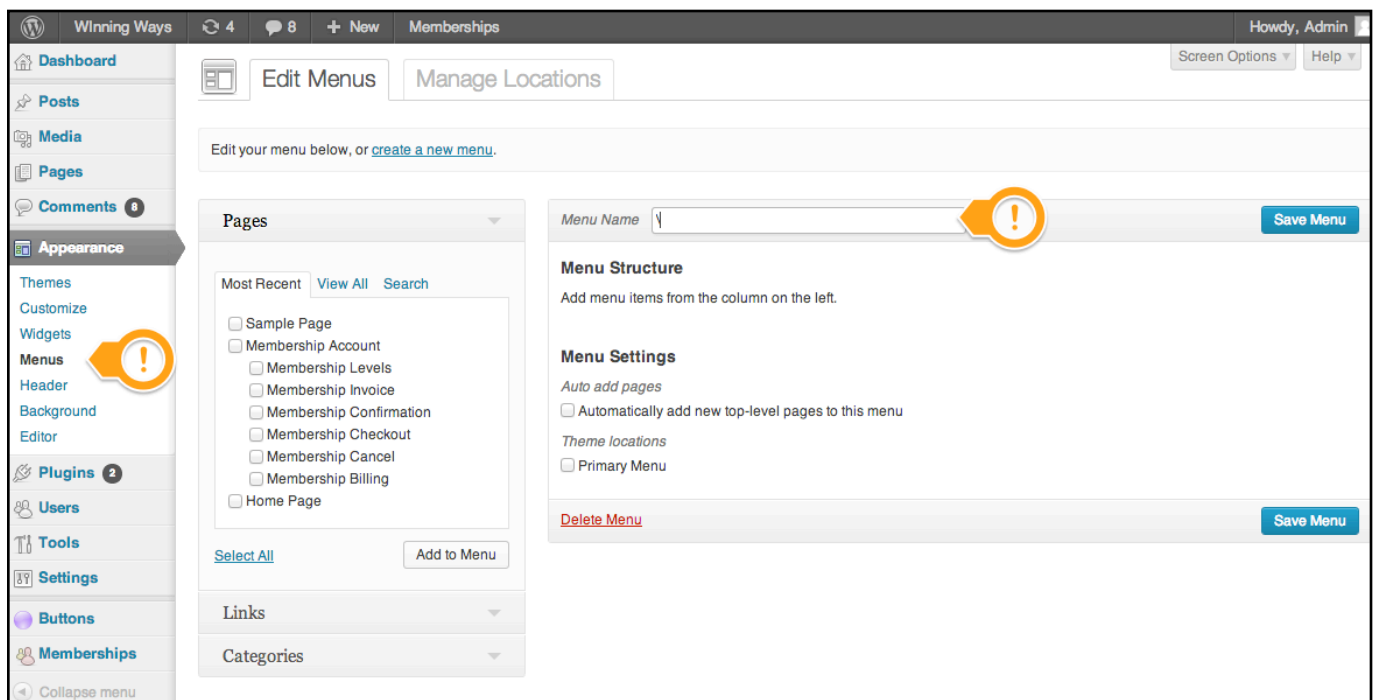 WInning Ways 4 8 + New Memberships Howdy, Admin
Screen Options Help
Dashboard
Posts
Media
Pages
Comments 8
Appearance
Themes
Customize
Widgets
Menus !
Header
Background
Editor
Plugins 2
Users
Tools
Settings
Buttons
Memberships
Collapse menu
Edit Menus Manage Locations
Edit your menu below, or create a new menu.
Pages
Most Recent View All Search
Sample Page
Membership Account
Membership Levels
Membership Invoice
Membership Confirmation
Membership Checkout
Membership Cancel
Membership Billing
Home Page
Select All Add to Menu
Links
Categories
Menu Name \ ! Save Menu
Menu Structure
Add menu items from the column on the left.
Menu Settings
Auto add pages
Automatically add new top-level pages to this menu
Theme locations
Primary Menu
Delete Menu Save Menu